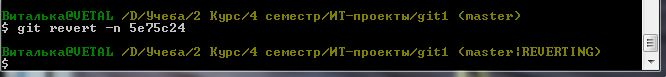 Виталька@VETAL /D/Учеба/2 Курс/4 семестр/ИТ-проекты/git1 (master)
$ git revert -n 5e75c24
Виталька@VETAL /D/Учеба/2 Курс/4 семестр/ИТ-проекты/git1 (master|REVERTING)
$